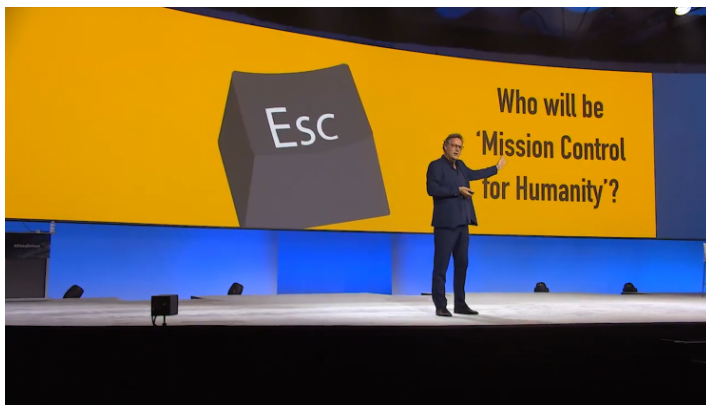 Esc
Who will be
‘Mission Control
for Humanity’?